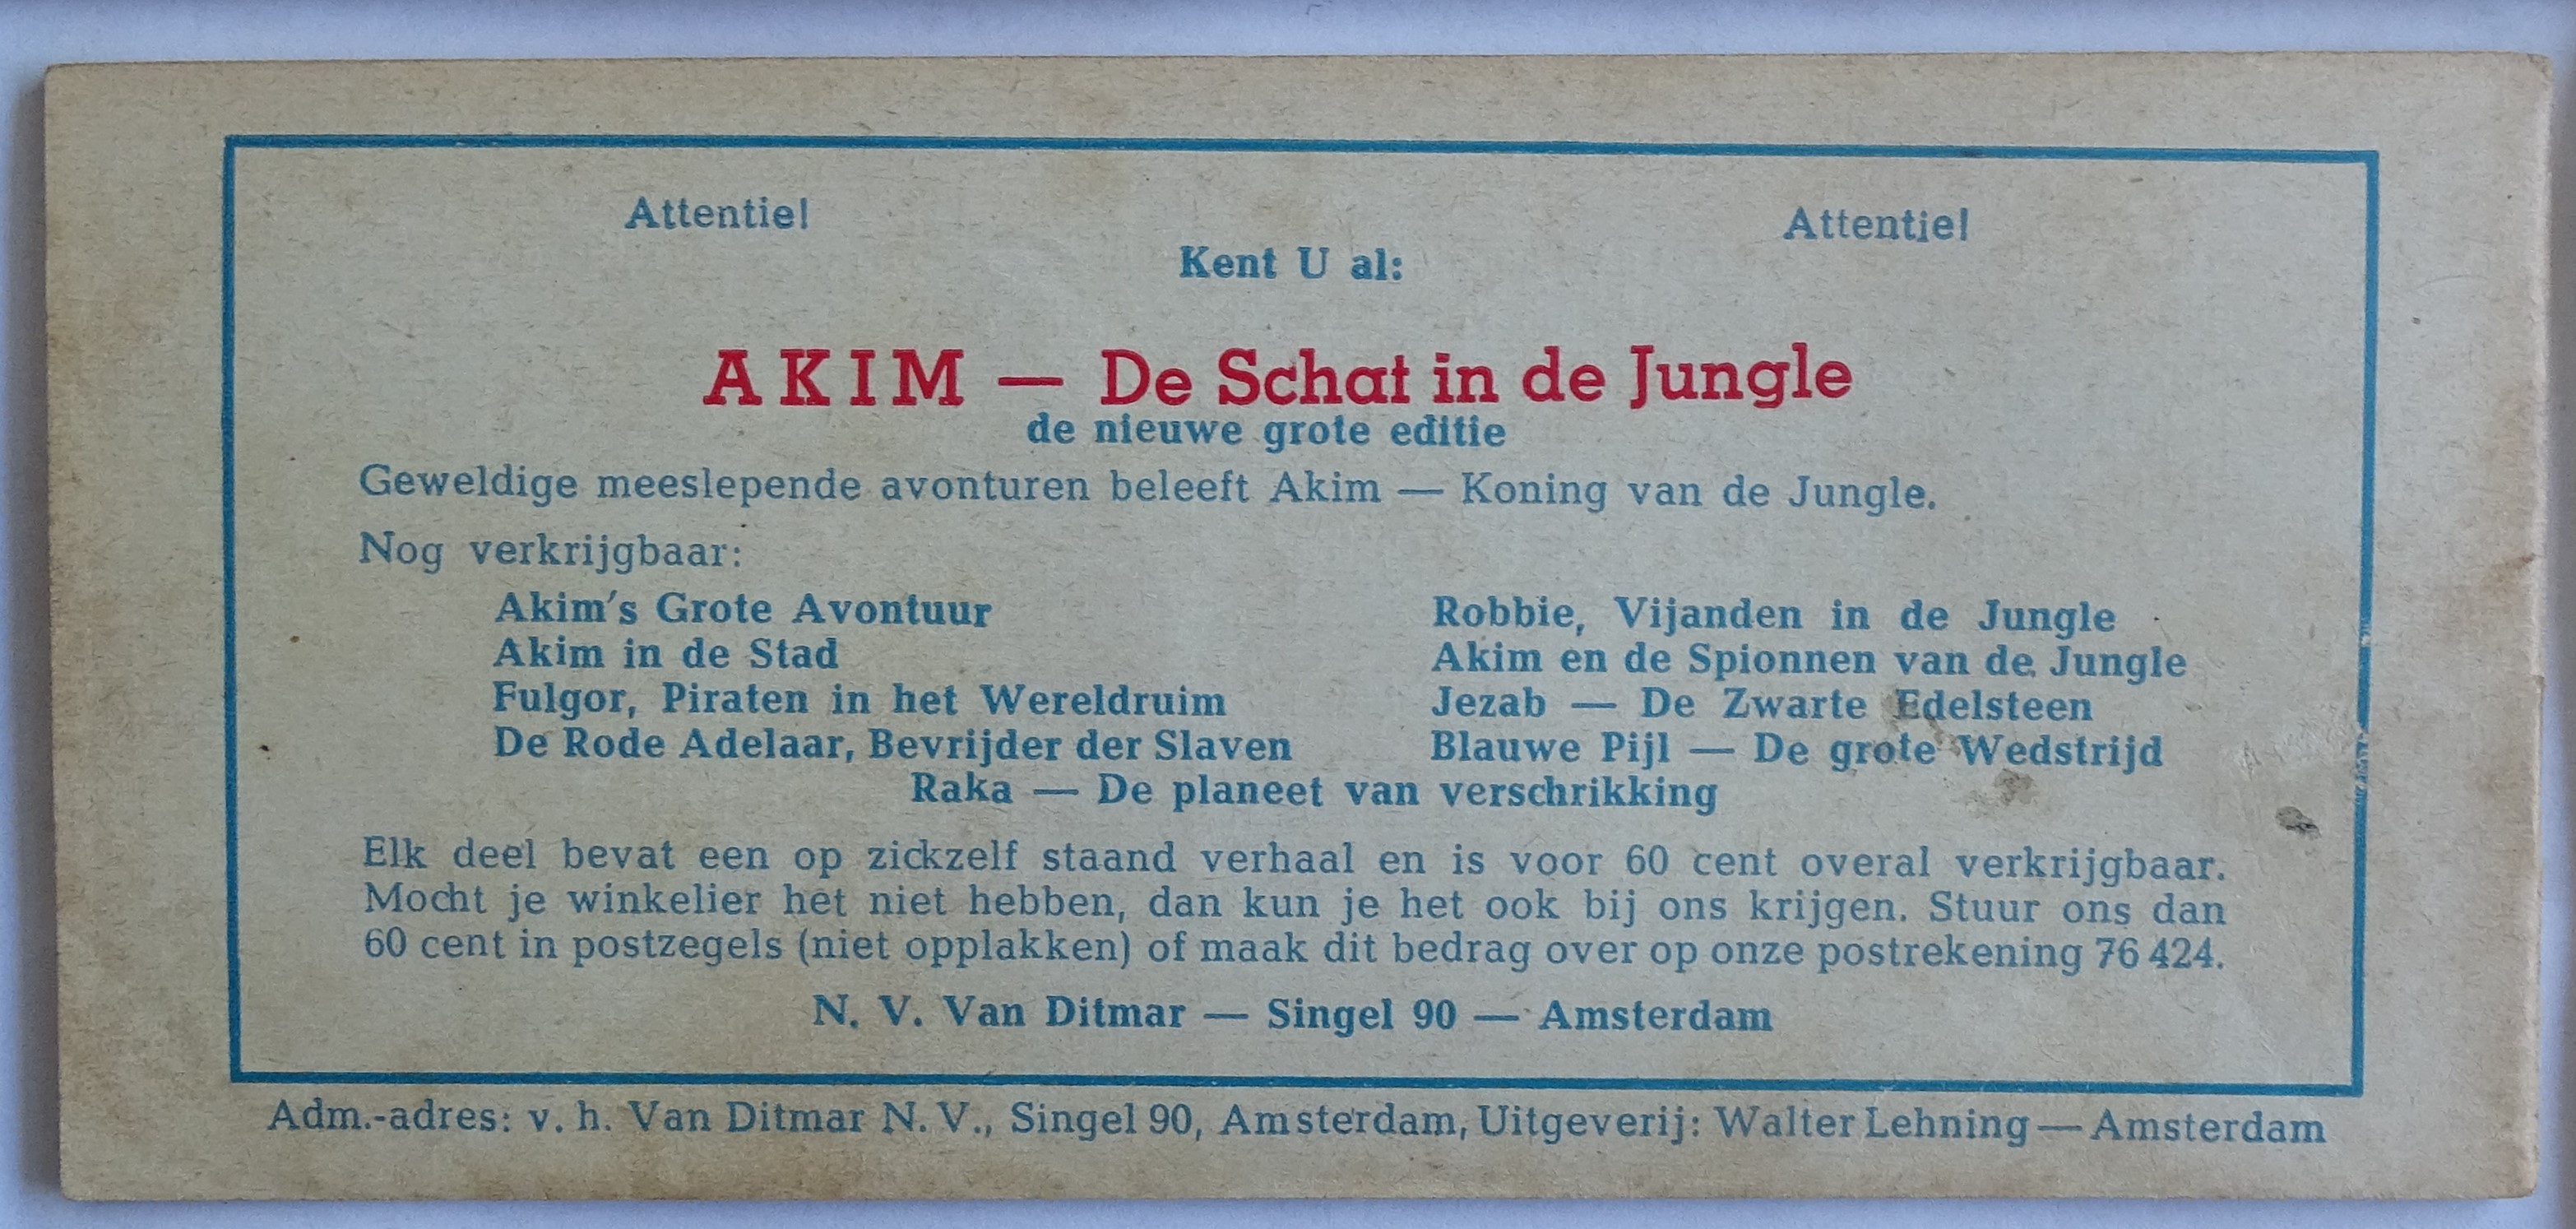 Attentie! Attentie!
Kent U al:
AKIM — De Schat in de Jungle
de nieuwe grote editie
Geweldige meeslepende avonturen beleeft Akim — Koning van de Jungle.
Nog verkrijgbaar:
Akim's Grote Avontuur
Akim in de Stad
Fulgor, Piraten in het Wereldruim
De Rode Adelaar, Bevrijder der Slaven
Robbie, Vijanden in de Jungle
Akim en de Spionnen van de Jungle
Jezab — De Zwarte Edelsteen
Blauwe Pijl — De grote Wedstrijd
Raka — De planeet van verschrikking
Elk deel bevat een op zickzelf staand verhaal en is voor 60 cent overal verkrijgbaar.
Mocht je winkelier het niet hebben, dan kun je het ook bij ons krijgen. Stuur ons dan
60 cent in postzegels (niet opplakken) of maak dit bedrag over op onze postrekening 76 424.
N. V. Van Ditmar — Singel 90 — Amsterdam
Adm.-adres: v. h. Van Ditmar N. V., Singel 90, Amsterdam, Uitgeverij: Walter Lehning — Amsterdam